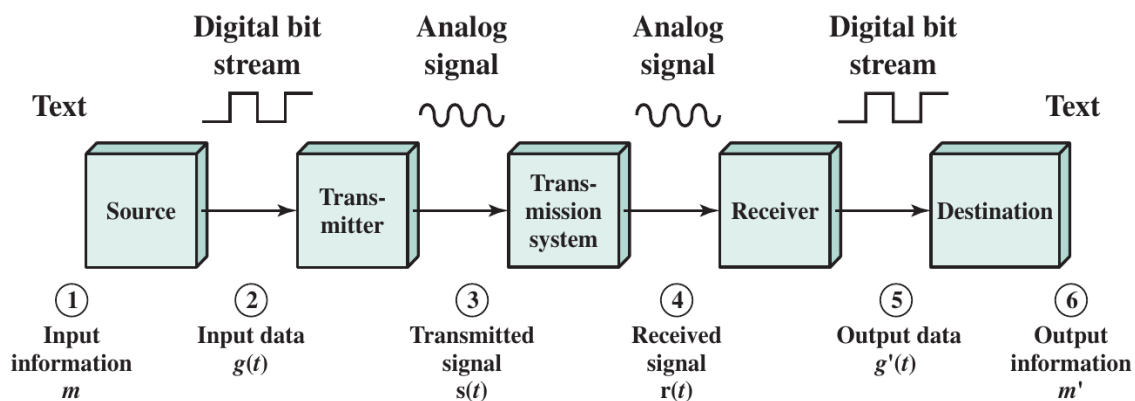 Digital bit
stream
Analog
signal
Analog
signal
Digital bit
stream
Text
Text
Source
Trans-
mitter
Trans-
mission
system
Receiver
Destination
1
Input
information
m
2
Input data
g(t)
3
Transmitted
signal
s(t)
4
Received
signal
r(t)
5
Output data
g'(t)
6
Output
information
m'